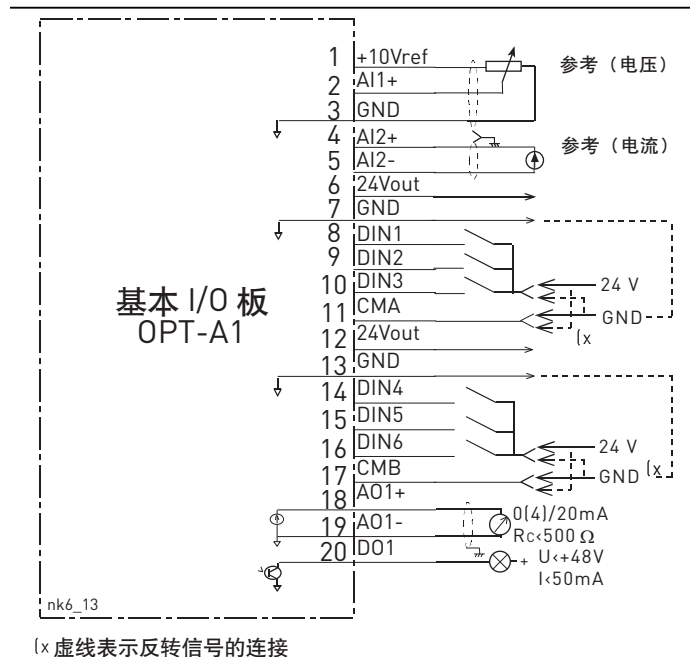 1 +10Vref
参考（电压）
2 AI1+
3 GND
4 AI2+
参考（电流）
5 AI2-
6 24Vout
7 GND
8 DIN1
9 DIN2
10 DIN3
24 V
11 CMA
GND
(x
基本 I/O 板
OPT-A1
12 24Vout
13 GND
14 DIN4
15 DIN5
16 DIN6
24 V
17 CMB
GND (x
18 AO1+
0(4)/20mA
19 AO1-
RC<500 Ω
20 DO1
+ U<+48V
I<50mA
nk6_13
(x 虚线表示反转信号的连接